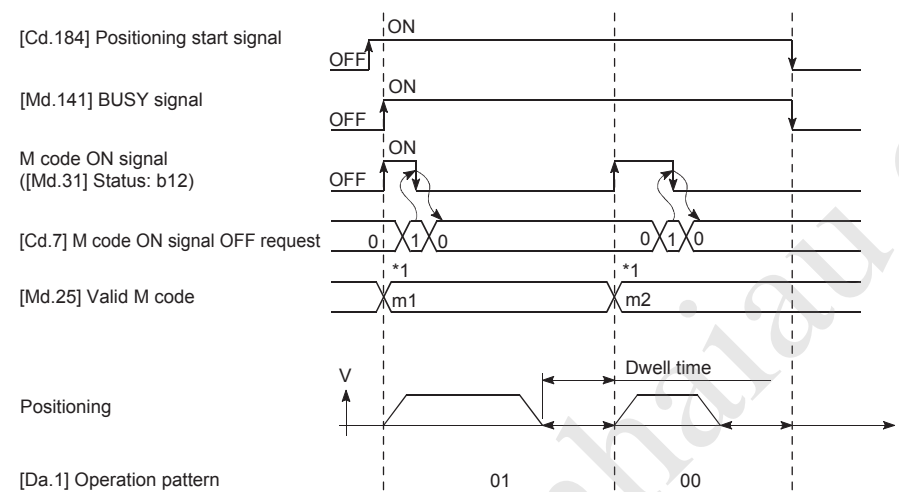 [Cd.184] Positioning start signal
OFF
ON
[Md.141] BUSY signal
OFF
ON
M code ON signal
([Md.31] Status: b12)
OFF
ON
[Cd.7] M code ON signal OFF request
0 1 0 0 1 0
*1 *1
[Md.25] Valid M code
m1 m2
Dwell time
V
Positioning
[Da.1] Operation pattern
01 00